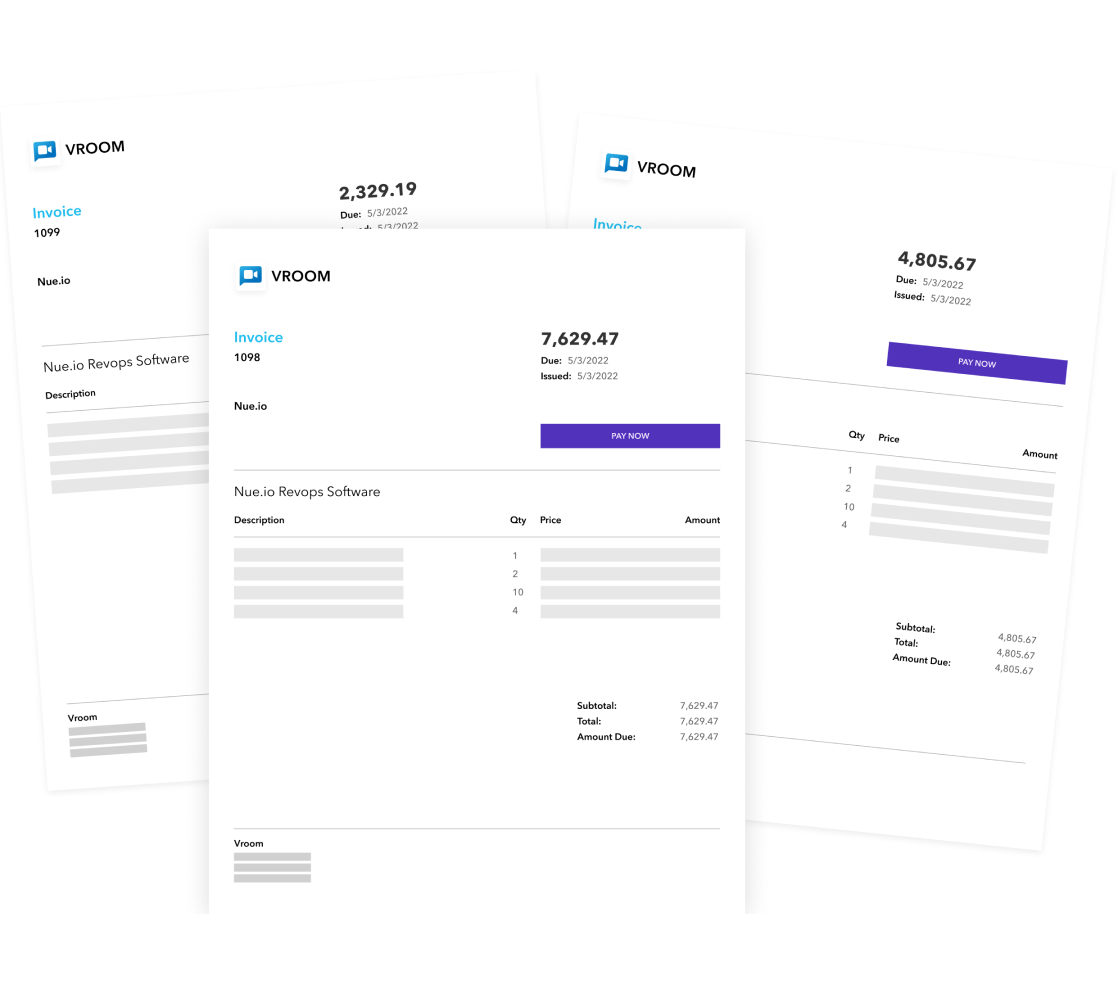 VROOM
2,329.19
Invoice
Due: 5/3/2022
1099
Issued: 5/3/2022
Nue.io
Nue.io Revops Software
Description
Vroom
VROOM
Invoice
7,629.47
1098
Due: 5/3/2022
Issued: 5/3/2022
Nue.io
PAY NOW
Nue.io Revops Software
Description Qty Price Amount
1
2
10
4
Subtotal: 7,629.47
Total: 7,629.47
Amount Due: 7,629.47
Vroom
VROOM
Invoice
4,805.67
Due: 5/3/2022
Issued: 5/3/2022
PAY NOW
Qty Price Amount
1
2
10
4
Subtotal: 4,805.67
Total: 4,805.67
Amount Due: 4,805.67